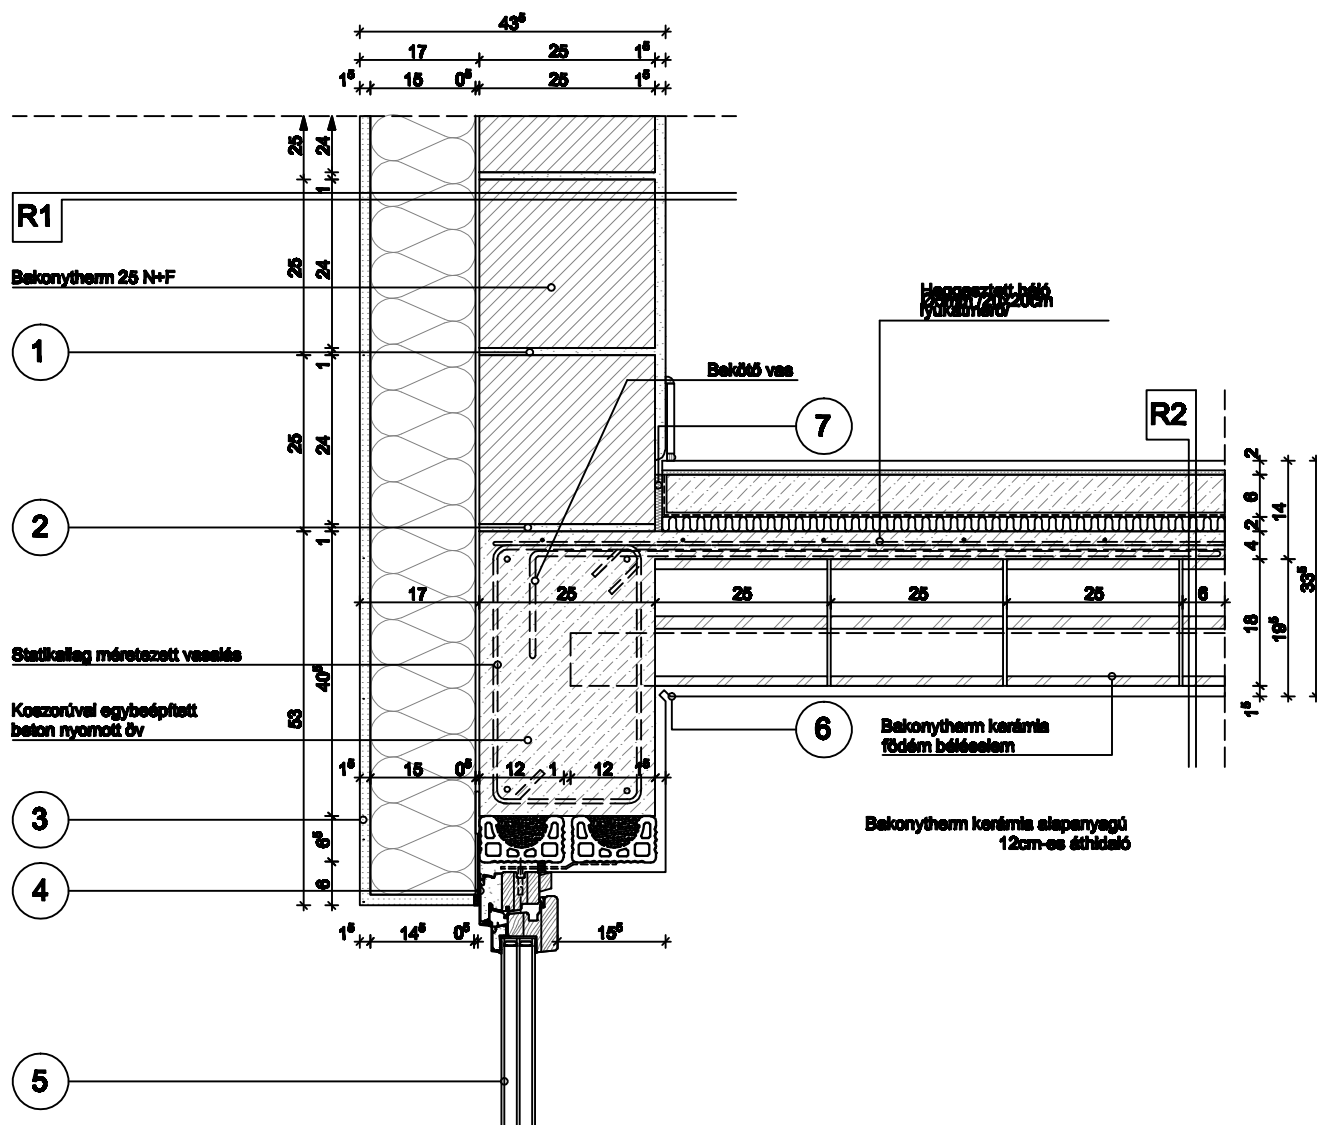 43⁵
17 25 1⁵
1⁵ 15 0⁵ 25 1⁵
25 24
1
R1
25 24
Bakonytherm 25 N+F
Hegesztett háló
lyukátmérő/
1
1
Bekötő vas
7
R2
25 24
2
6
14
2
2
1
4
33⁵
17 25 25 25 25 6
18
19⁵
Statikailag méretezett vasalás
40⁵
53
1⁵
Koszorúval egybeépített
beton nyomott öv
6
Bakonytherm kerámia
födém béléselem
1⁵ 15 0⁵ 12 1 12 1⁵
3
Bakonytherm kerámia alapanyagú
12cm-es áthidaló
6⁵
4
6
1⁵ 14⁵ 0⁵ 15⁵
5